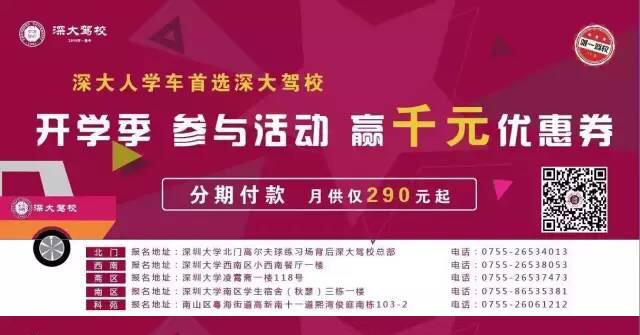 深大驾校
唯一驾校
深大人学车首选深大驾校
开学季 参与活动 赢千元优惠券
分期付款 月供仅290元起
深大驾校
北门 报名地址：深圳大学北门高尔夫球练习场背后深大驾校总部 电话：0755-26534013
西南 报名地址：深圳大学西南区小西南餐厅一楼 电话：0755-26538053
斋区 报名地址：深圳大学凌霄斋一楼118号 电话：0755-26537473
南区 报名地址：深圳大学南区学生宿舍（秋瑟）三栋一楼 电话：0755-86535381
科苑 报名地址：南山区粤海街道高新南十一道熙湾俊庭南栋103-2 电话：0755-26061212